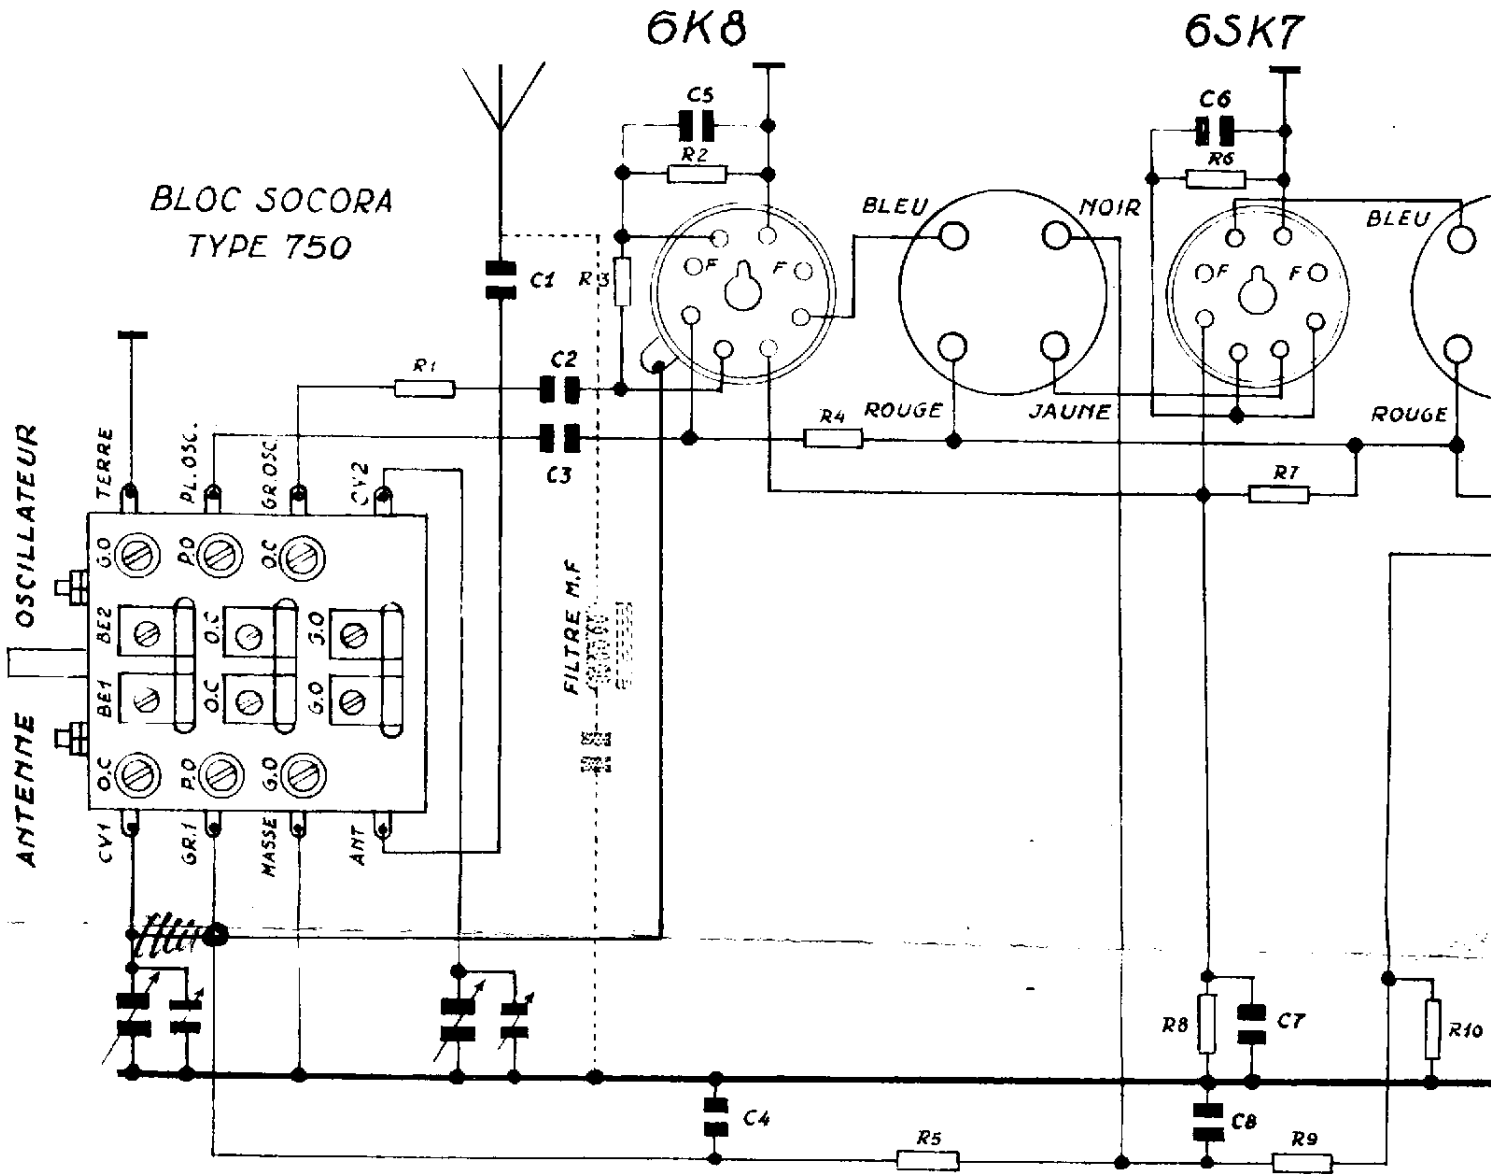 6K8
6SK7
C5
C6
R2
R6
BLOC SOCORA
TYPE 750
BLEU
NOIR
BLEU
C1
R3
F
F
F
F
R1
C2
ROUGE
R4
JAUNE
ROUGE
C3
R7
TERRE
PL.OSC.
GR.OSC
CV2
OSCILLATEUR
G.O
P.O
O.C
BE2
O.C
G.O
FILTRE M.F
BE1
O.C
G.O
ANTENNE
O.C
P.O
G.O
CV1
GR.1
MASSE
ANT
R8
C7
R10
C4
C8
R5
R9